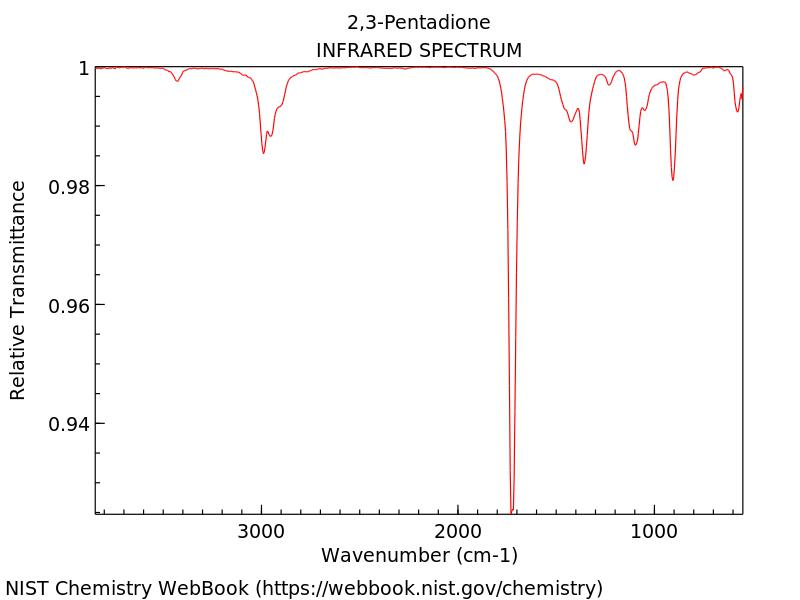 2,3-Pentadione
INFRARED SPECTRUM
1
0.98
0.96
0.94
Relative Transmittance
3000 2000 1000
Wavenumber (cm-1)
NIST Chemistry WebBook (https://webbook.nist.gov/chemistry)